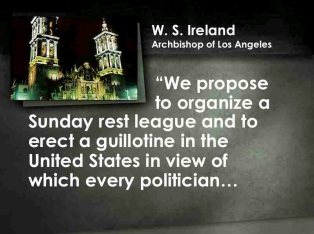 W. S. Ireland
Archbishop of Los Angeles
“We propose
to organize a
Sunday rest league and to
erect a guillotine in the
United States in view of
which every politician…